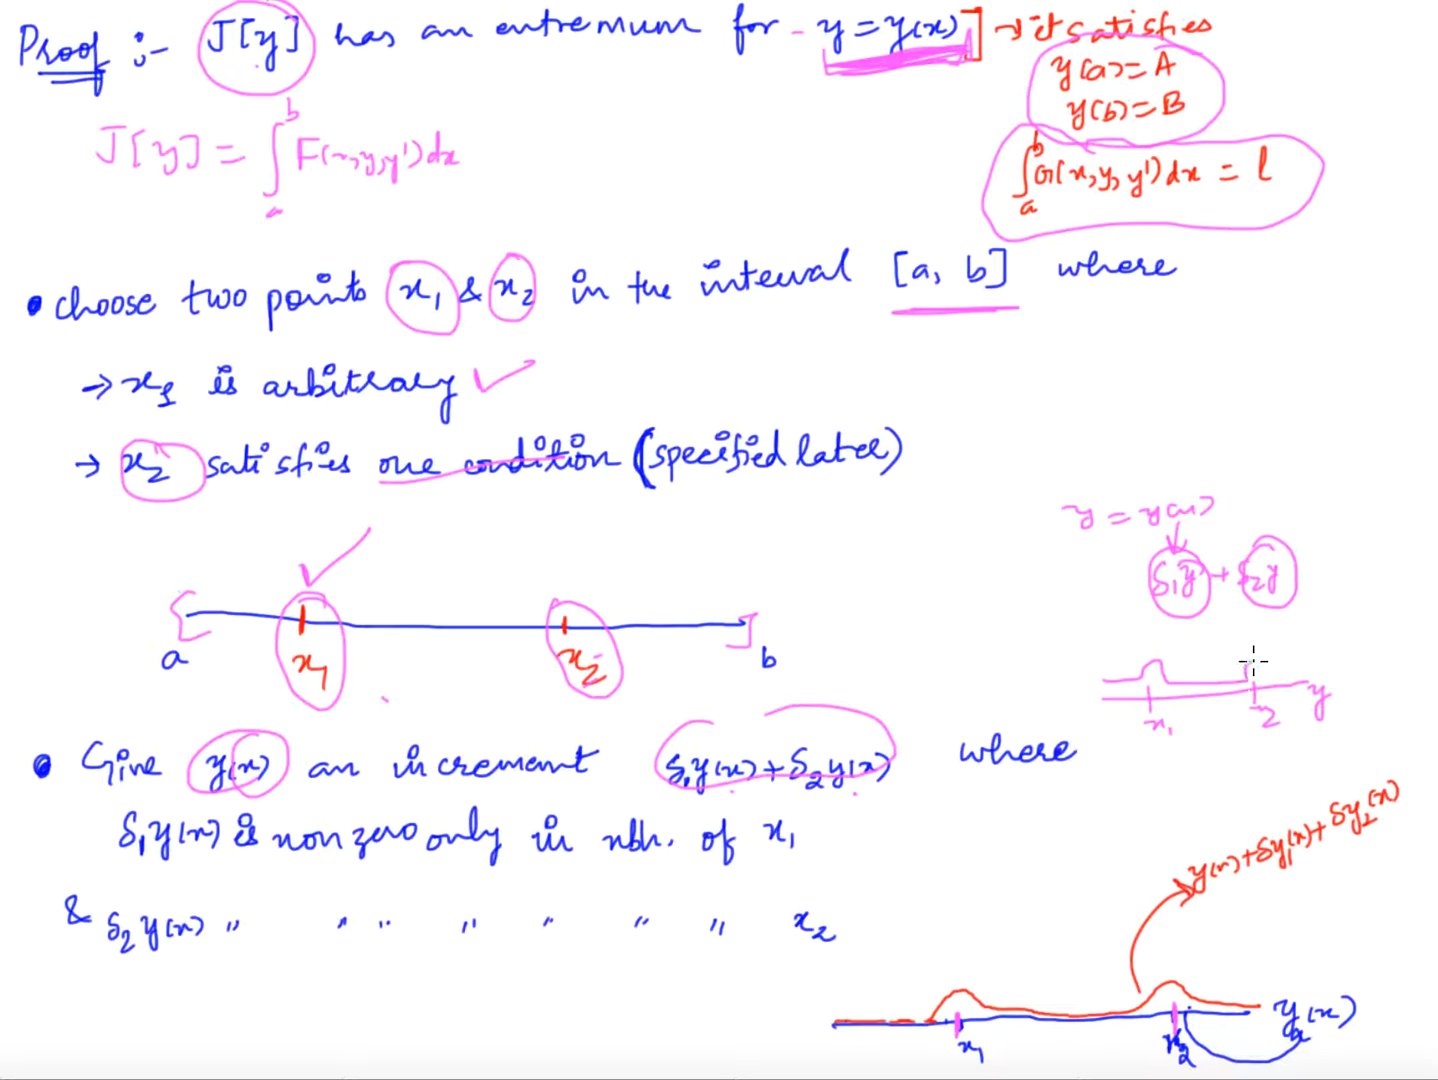 Proof :- J[y] has an extremum for y = y(x) ] → it satisfies
y(a) = A
y(b) = B
J[y] = ∫_a^b F(x,y,y')dx
∫_a^b G(x,y,y')dx = l
• choose two points x₁ & x₂ in the interval [a, b] where
→ x₁ is arbitrary ✓
→ x₂ satisfies one condition (specified later)
y = y(x)
δ₁y + δ₂y
a x₁ x₂ b
x₁ x₂ y
• Give y(x) an increment δ₁y(x) + δ₂y(x) where
δ₁y(x) is nonzero only in nbh. of x₁
& δ₂y(x) " " " " " " " x₂
y(x)+δy₁(x)+δy₂(x)
x₁ x₂ y(x)